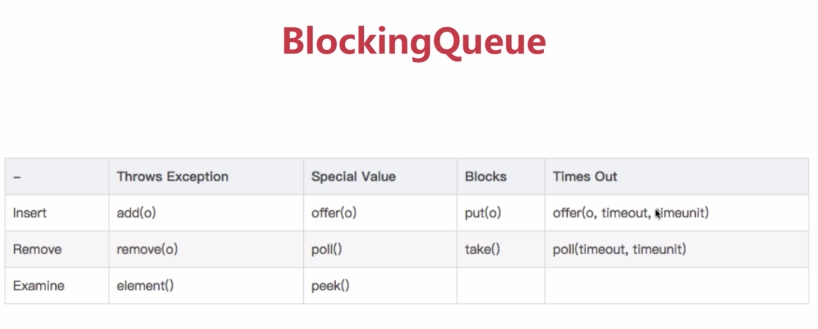 BlockingQueue
– Throws Exception Special Value Blocks Times Out
Insert add(o) offer(o) put(o) offer(o, timeout, timeunit)
Remove remove(o) poll() take() poll(timeout, timeunit)
Examine element() peek()